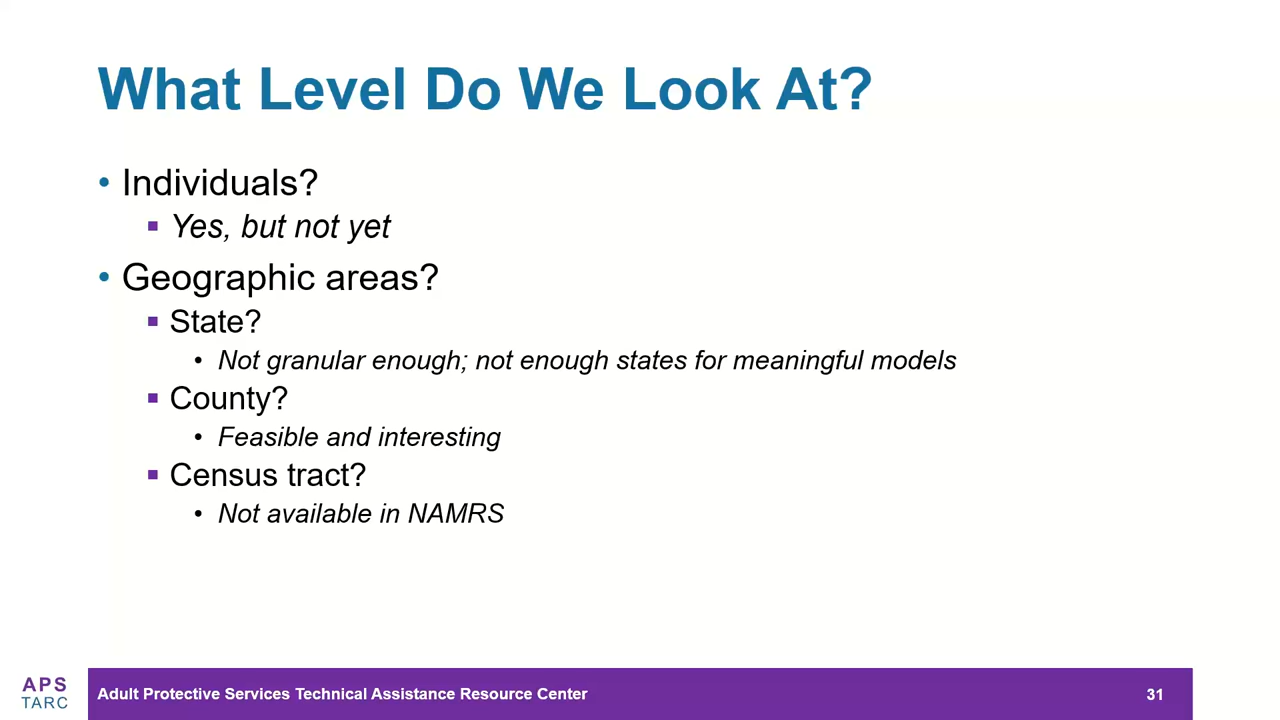 What Level Do We Look At?
• Individuals?
▪ Yes, but not yet
• Geographic areas?
▪ State?
• Not granular enough; not enough states for meaningful models
▪ County?
• Feasible and interesting
▪ Census tract?
• Not available in NAMRS
APS
TARC
Adult Protective Services Technical Assistance Resource Center
31